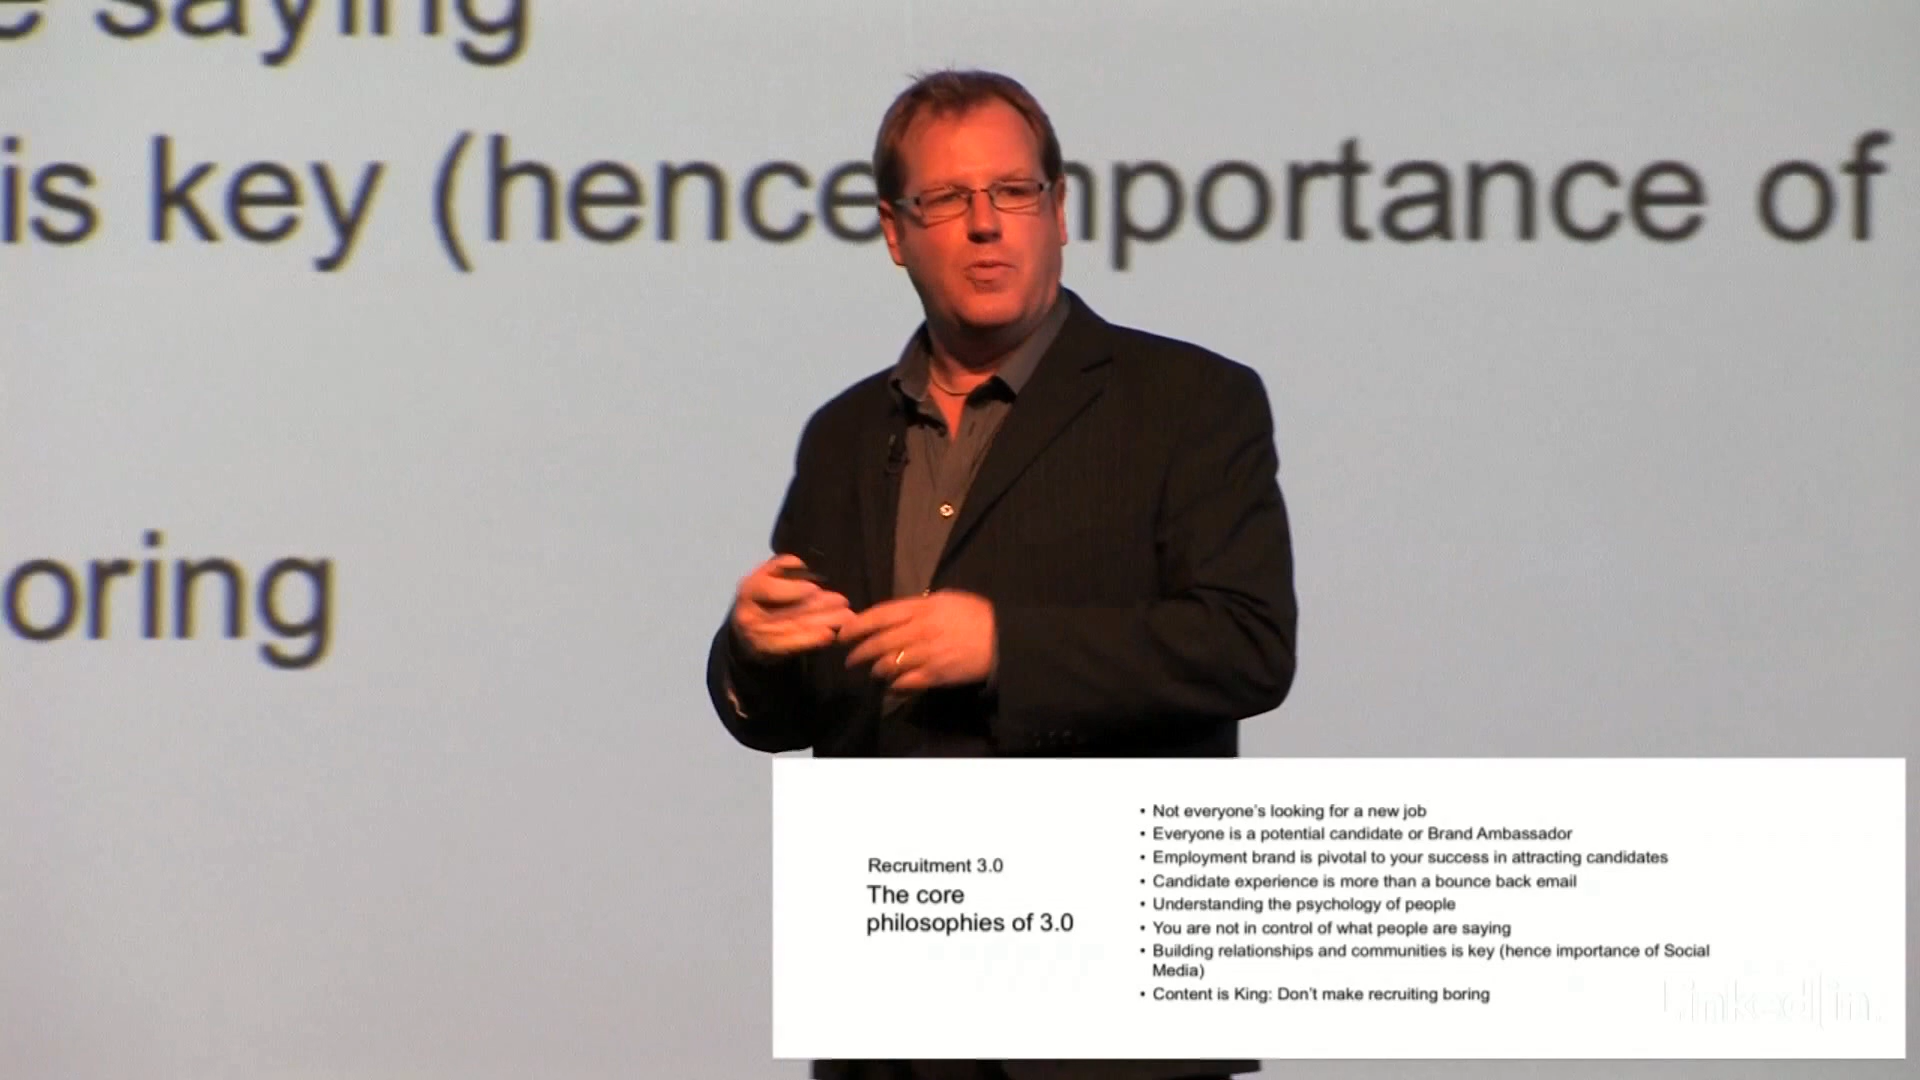 e saying
is key (hence
mportance of
oring
Recruitment 3.0
The core
philosophies of 3.0
• Not everyone's looking for a new job
• Everyone is a potential candidate or Brand Ambassador
• Employment brand is pivotal to your success in attracting candidates
• Candidate experience is more than a bounce back email
• Understanding the psychology of people
• You are not in control of what people are saying
• Building relationships and communities is key (hence importance of Social
Media)
• Content is King: Don't make recruiting boring
Linkedin